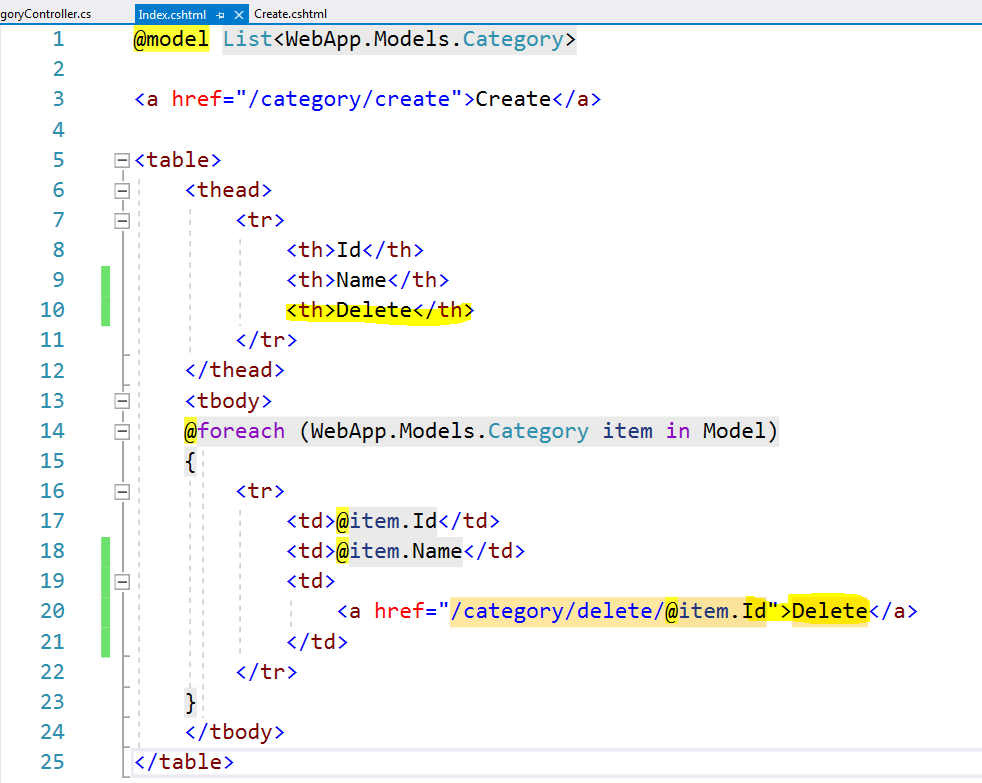 goryController.cs Index.cshtml Create.cshtml
1 @model List<WebApp.Models.Category>
2
3 <a href="/category/create">Create</a>
4
5 <table>
6 <thead>
7 <tr>
8 <th>Id</th>
9 <th>Name</th>
10 <th>Delete</th>
11 </tr>
12 </thead>
13 <tbody>
14 @foreach (WebApp.Models.Category item in Model)
15 {
16 <tr>
17 <td>@item.Id</td>
18 <td>@item.Name</td>
19 <td>
20 <a href="/category/delete/@item.Id">Delete</a>
21 </td>
22 </tr>
23 }
24 </tbody>
25 </table>